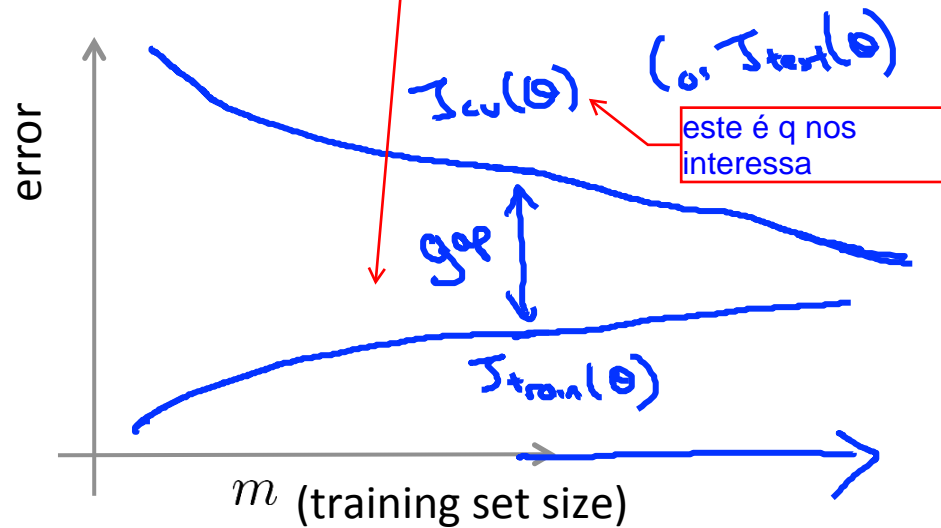 (or Jtest(θ)
Jcv(θ)
este é q nos
interessa
error
gap
Jtrain(θ)
m (training set size)